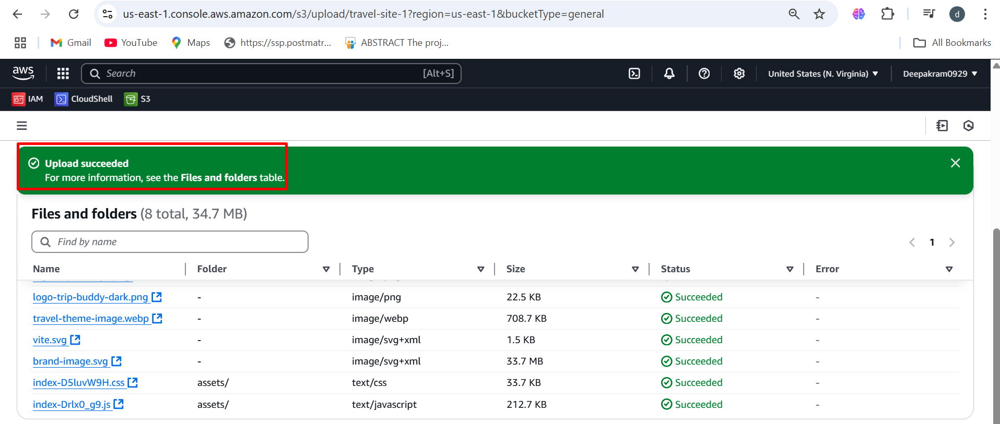 us-east-1.console.aws.amazon.com/s3/upload/travel-site-1?region=us-east-1&bucketType=general
d
Gmail YouTube Maps https://ssp.postmatr... ABSTRACT The proj... All Bookmarks
aws Search [Alt+S] United States (N. Virginia) Deepakram0929
IAM CloudShell S3
Upload succeeded
For more information, see the Files and folders table.
Files and folders (8 total, 34.7 MB)
Find by name 1
Name Folder Type Size Status Error
logo-trip-buddy-dark.png - image/png 22.5 KB Succeeded -
travel-theme-image.webp - image/webp 708.7 KB Succeeded -
vite.svg - image/svg+xml 1.5 KB Succeeded -
brand-image.svg - image/svg+xml 33.7 MB Succeeded -
index-D5luvW9H.css assets/ text/css 33.7 KB Succeeded -
index-Drlx0_g9.js assets/ text/javascript 212.7 KB Succeeded -